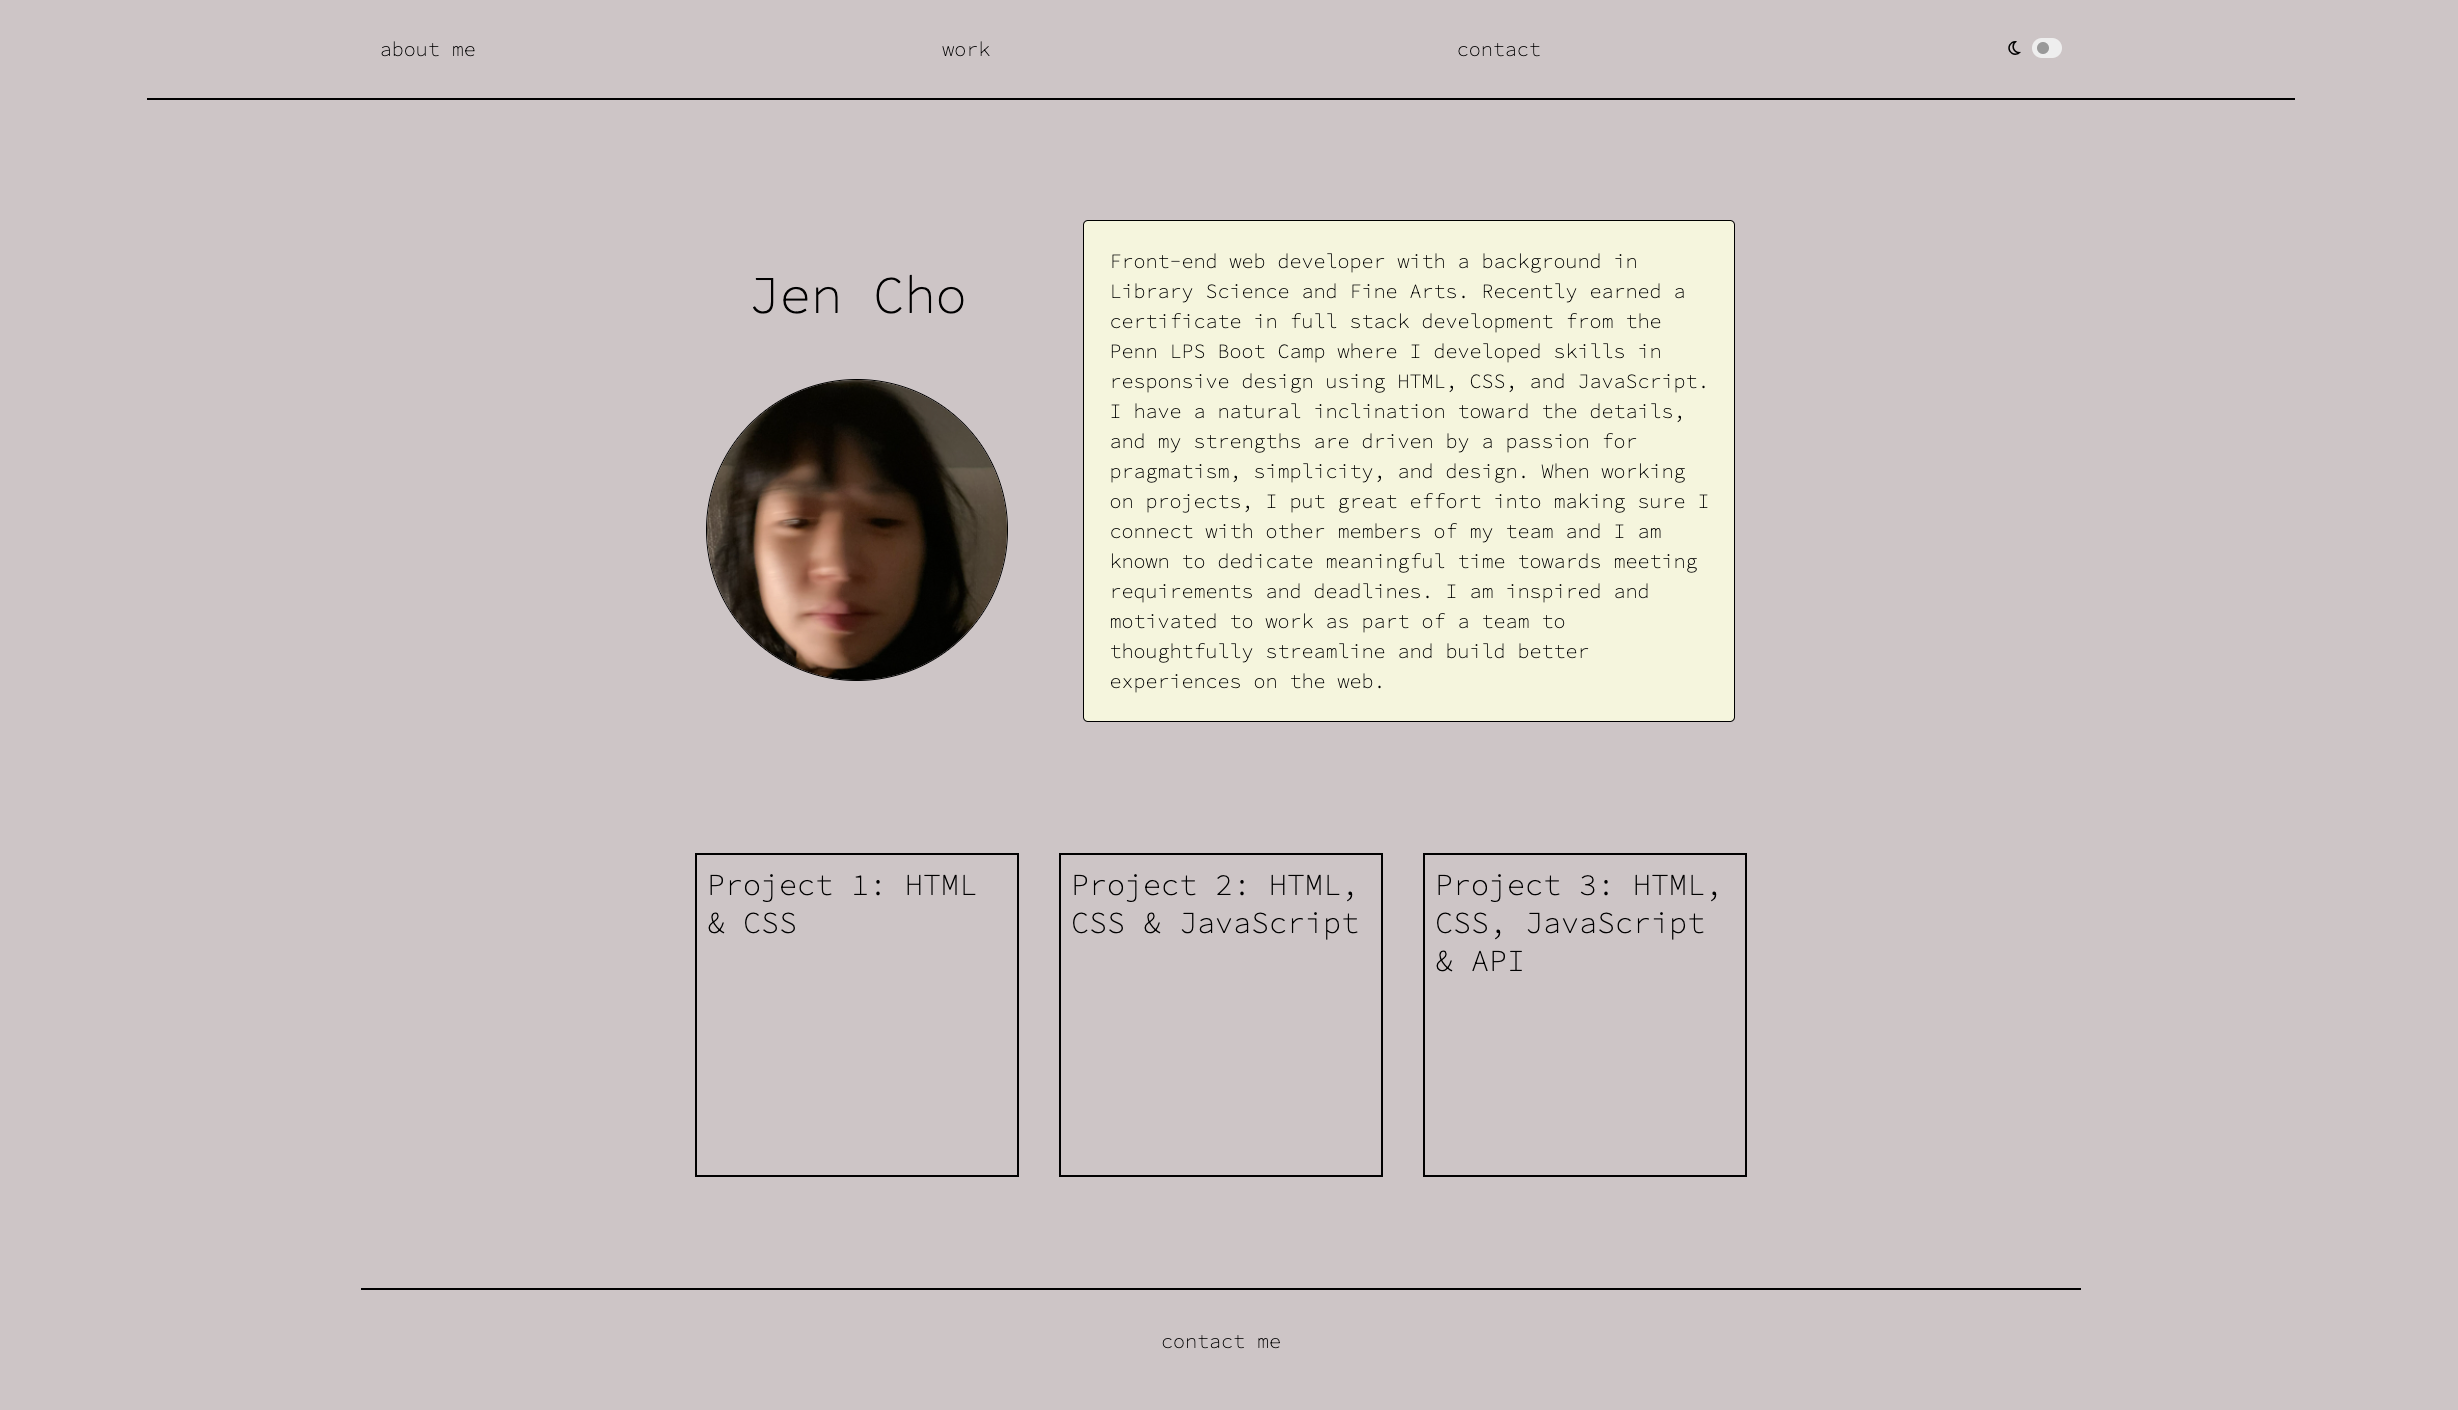 about me
work
contact
Jen Cho
Front-end web developer with a background in
Library Science and Fine Arts. Recently earned a
certificate in full stack development from the
Penn LPS Boot Camp where I developed skills in
responsive design using HTML, CSS, and JavaScript.
I have a natural inclination toward the details,
and my strengths are driven by a passion for
pragmatism, simplicity, and design. When working
on projects, I put great effort into making sure I
connect with other members of my team and I am
known to dedicate meaningful time towards meeting
requirements and deadlines. I am inspired and
motivated to work as part of a team to
thoughtfully streamline and build better
experiences on the web.
Project 1: HTML
& CSS
Project 2: HTML,
CSS & JavaScript
Project 3: HTML,
CSS, JavaScript
& API
contact me